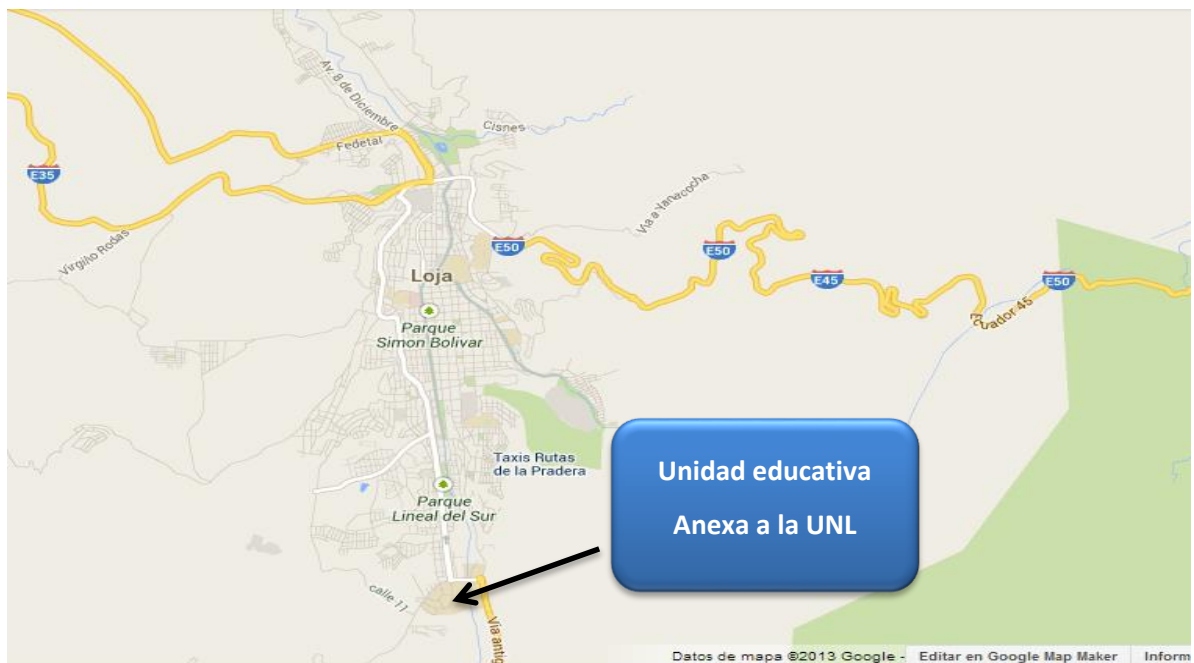 Av. 8 de Diciembre
Cisnes
Fedetal
E35
Via a Yanacocha
Virgilio Rodas
E50
E50
Loja
E45
E50
Ecuador 45
Parque
Simon Bolivar
Taxis Rutas
de la Pradera
Unidad educativa
Anexa a la UNL
Parque
Lineal del Sur
calle 11
Via antig
Datos de mapa ©2013 Google - Editar en Google Map Maker Inform